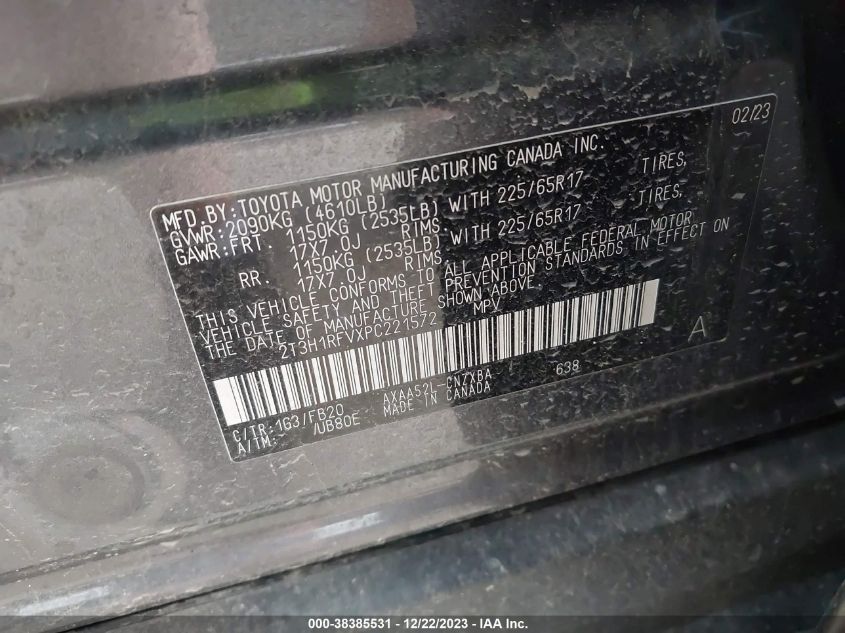 02/23
MFD.BY:TOYOTA MOTOR MANUFACTURING CANADA INC.
GVWR:2090KG (4610LB)
GAWR:FRT. 1150KG (2535LB) WITH 225/65R17 TIRES,
17X7.0J RIMS
RR. 1150KG (2535LB) WITH 225/65R17 TIRES,
17X7.0J RIMS
THIS VEHICLE CONFORMS TO ALL APPLICABLE FEDERAL MOTOR
VEHICLE SAFETY AND THEFT PREVENTION STANDARDS IN EFFECT ON
THE DATE OF MANUFACTURE SHOWN ABOVE.
2T3H1RFVXPC221572 MPV
A
C/TR:1G3/FB20 AXAA52L-CNZXBA 638
A/TM: /UB80E MADE IN CANADA
000-38385531 - 12/22/2023 - IAA Inc.